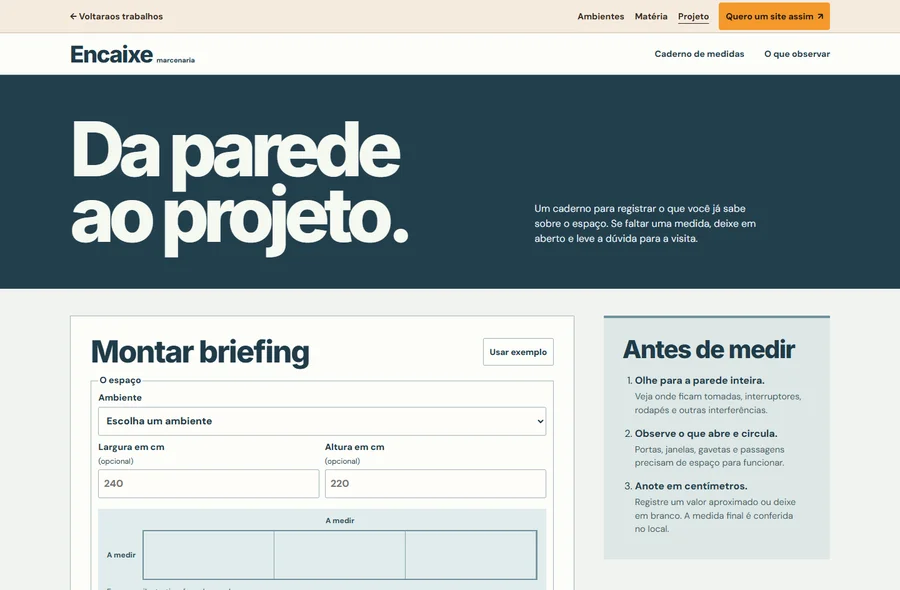 ← Voltaraos trabalhos
Ambientes Matéria Projeto Quero um site assim ↗
Encaixe marcenaria
Caderno de medidas O que observar
Da parede
ao projeto.
Um caderno para registrar o que você já sabe
sobre o espaço. Se faltar uma medida, deixe em
aberto e leve a dúvida para a visita.
Montar briefing
Usar exemplo
O espaço
Ambiente
Escolha um ambiente
Largura em cm
(opcional)
240
Altura em cm
(opcional)
220
A medir
A medir
Antes de medir
1. Olhe para a parede inteira.
Veja onde ficam tomadas, interruptores,
rodapés e outras interferências.
2. Observe o que abre e circula.
Portas, janelas, gavetas e passagens
precisam de espaço para funcionar.
3. Anote em centímetros.
Registre um valor aproximado ou deixe
em branco. A medida final é conferida
no local.